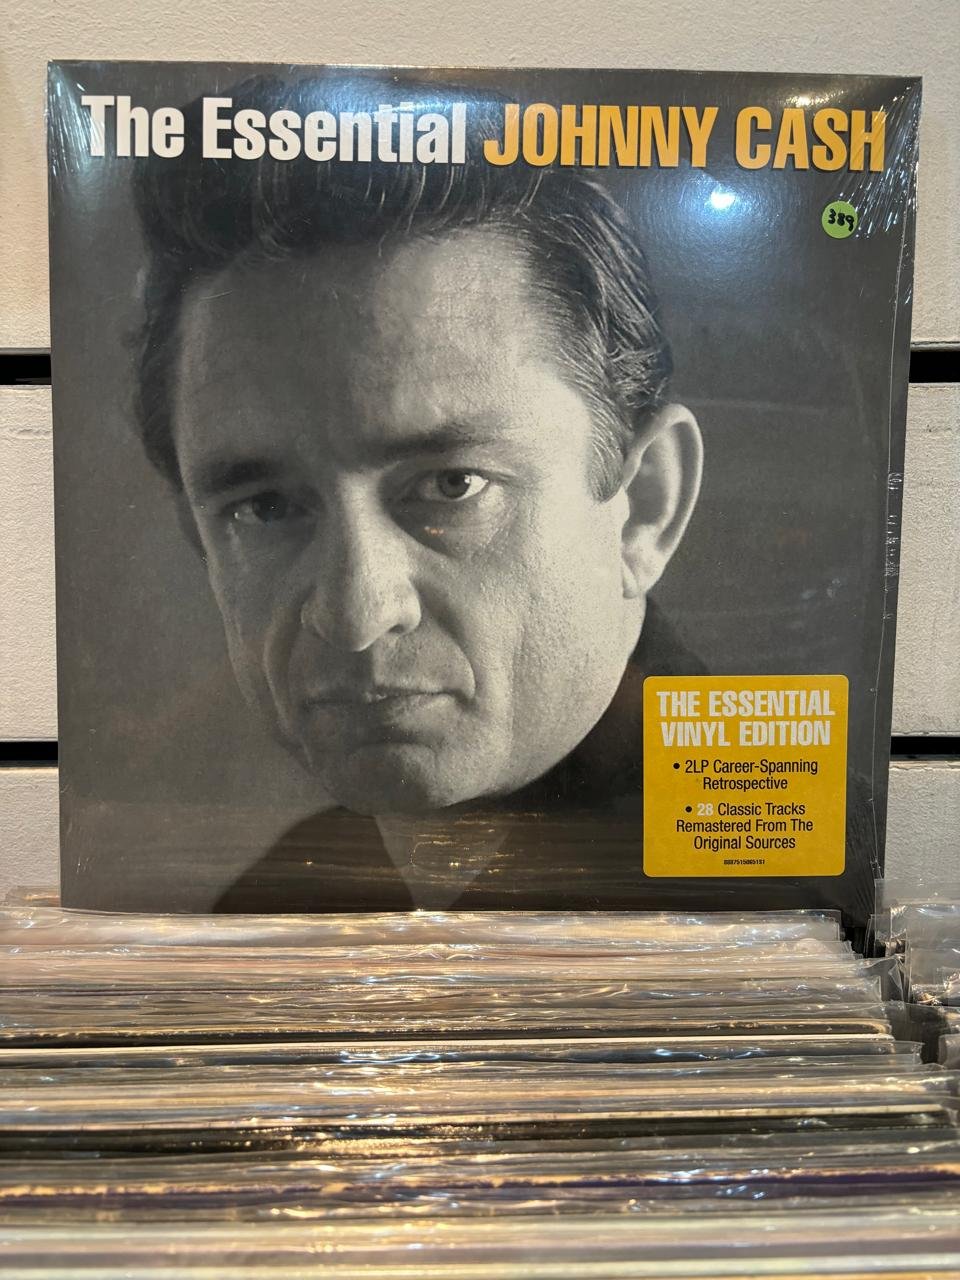 The Essential JOHNNY CASH
389
THE ESSENTIAL
VINYL EDITION
• 2LP Career-Spanning
Retrospective
• 28 Classic Tracks
Remastered From The
Original Sources